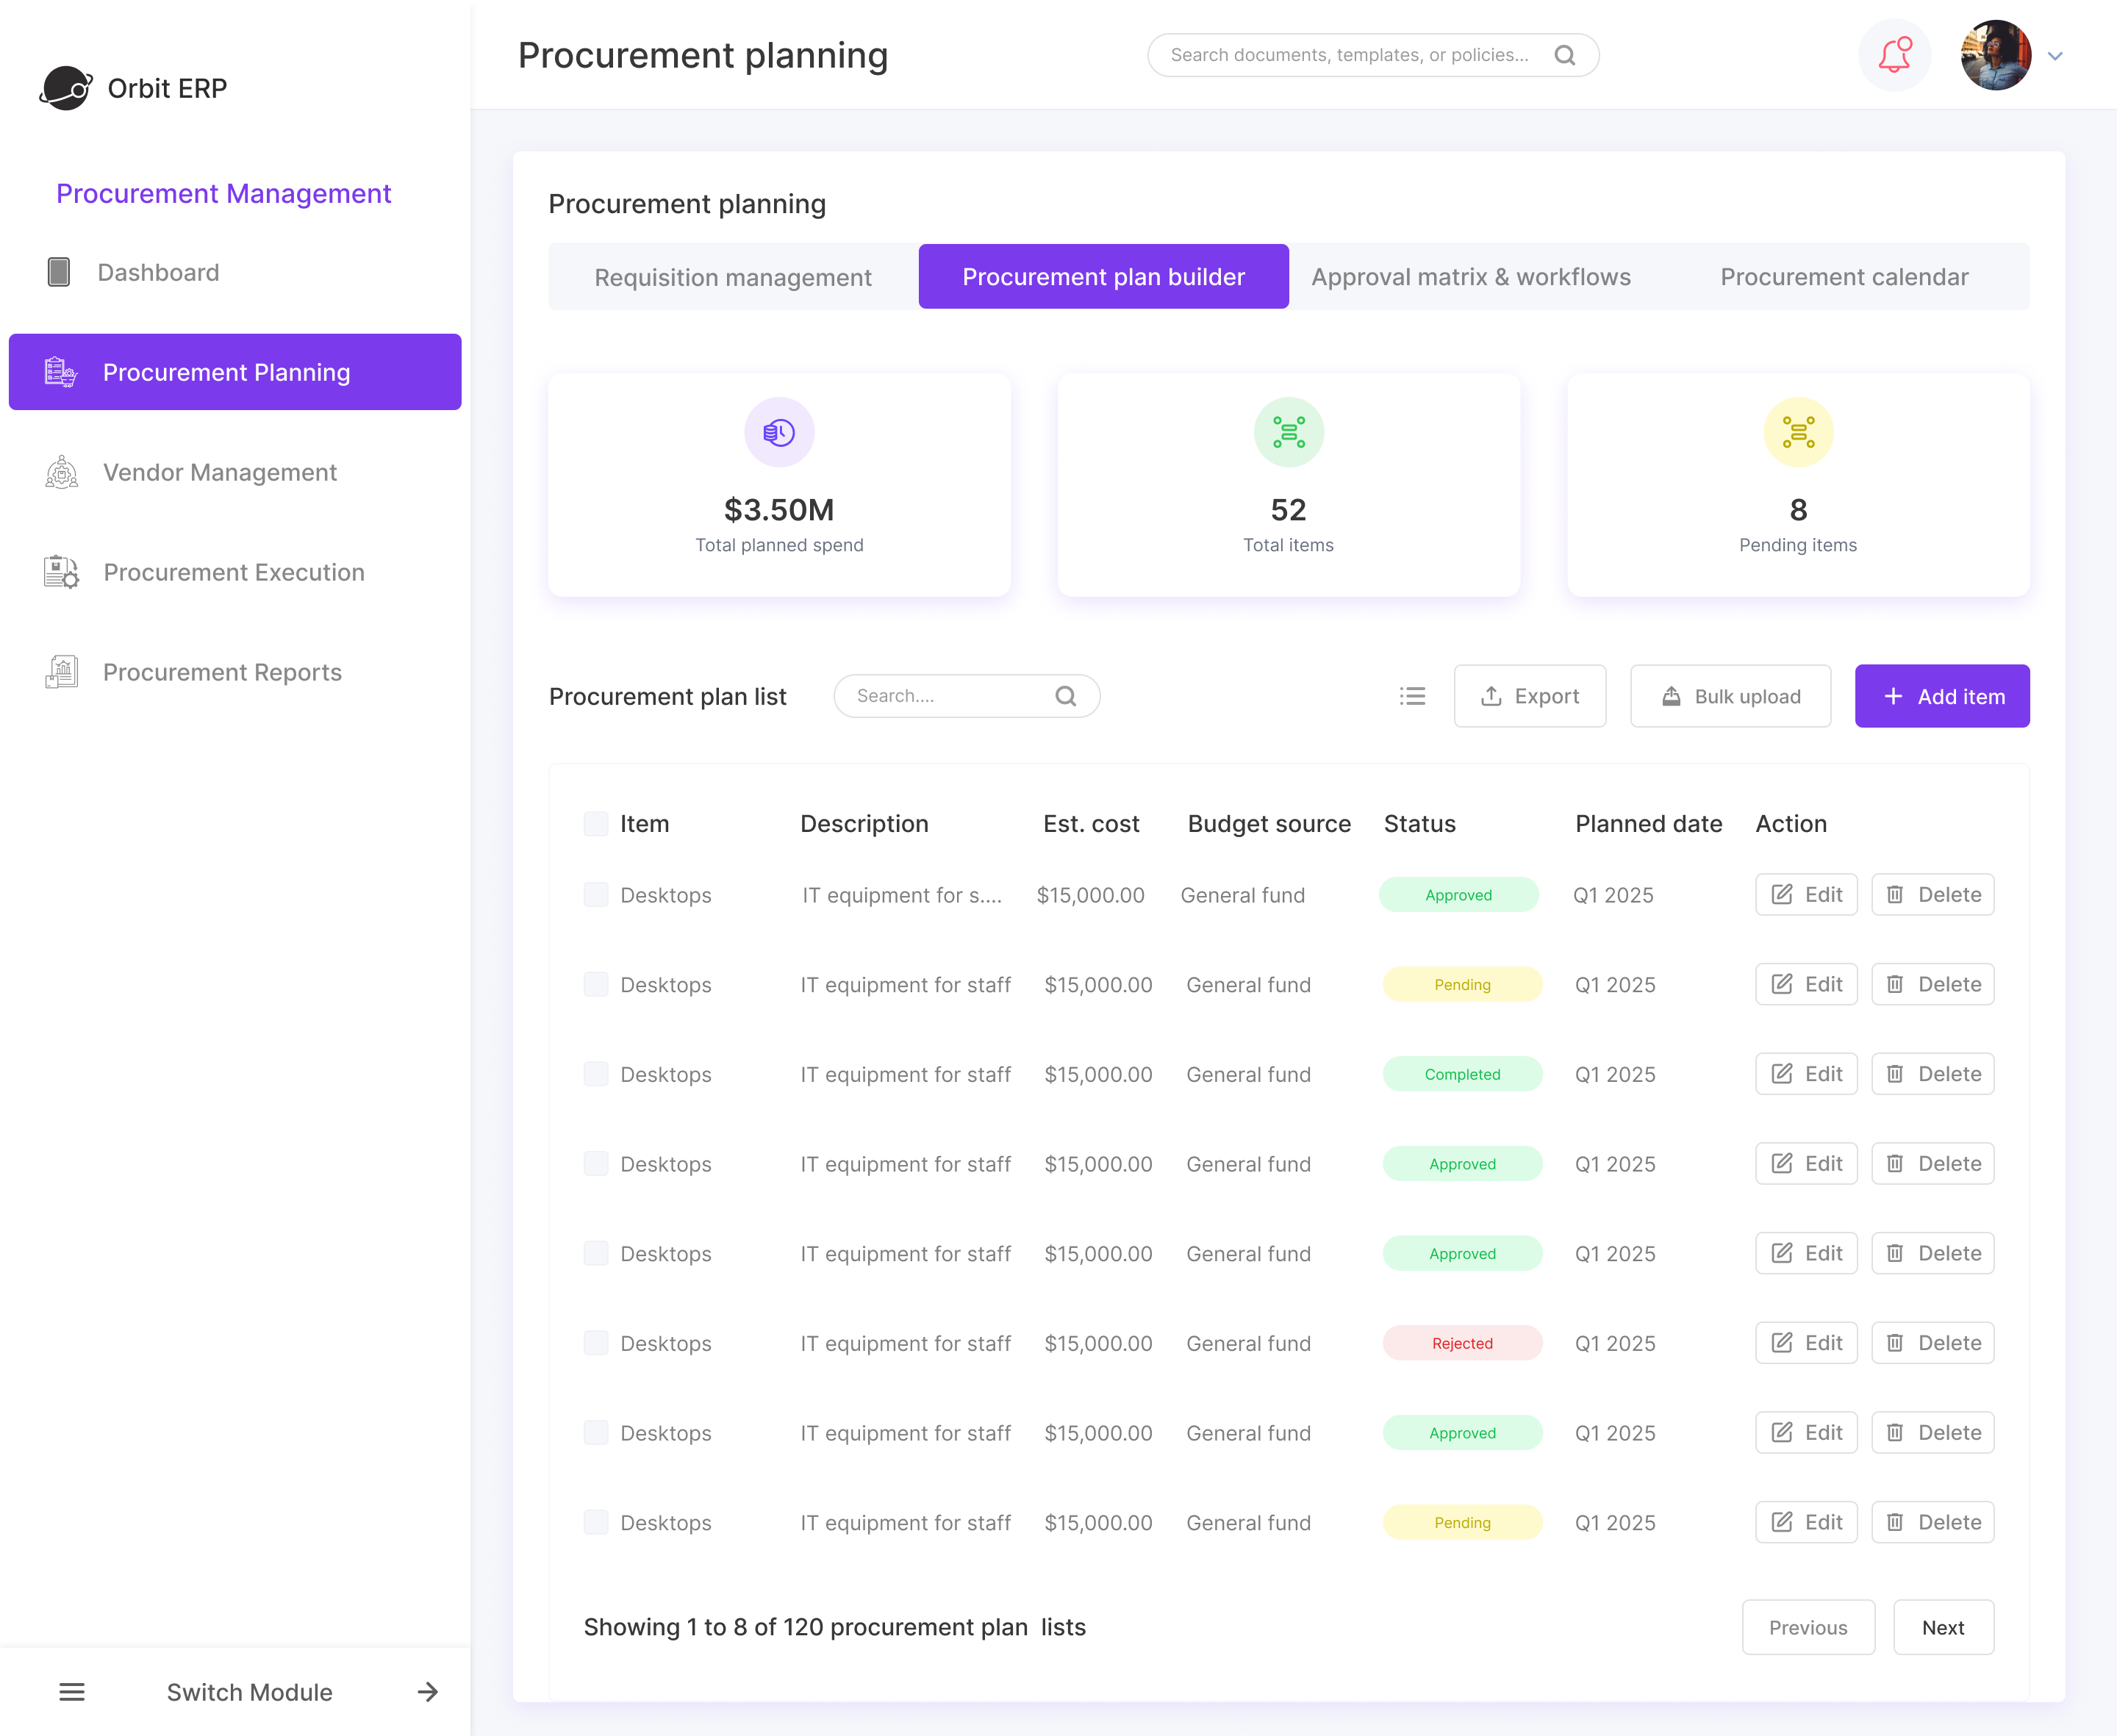 Orbit ERP
Procurement Management
Dashboard
Procurement Planning
Vendor Management
Procurement Execution
Procurement Reports
Switch Module
Procurement planning
Search documents, templates, or policies...
Procurement planning
Requisition management Procurement plan builder Approval matrix & workflows Procurement calendar
$3.50M
Total planned spend
52
Total items
8
Pending items
Procurement plan list Search.... Export Bulk upload + Add item
Item Description Est. cost Budget source Status Planned date Action
Desktops IT equipment for s.... $15,000.00 General fund Approved Q1 2025 Edit Delete
Desktops IT equipment for staff $15,000.00 General fund Pending Q1 2025 Edit Delete
Desktops IT equipment for staff $15,000.00 General fund Completed Q1 2025 Edit Delete
Desktops IT equipment for staff $15,000.00 General fund Approved Q1 2025 Edit Delete
Desktops IT equipment for staff $15,000.00 General fund Approved Q1 2025 Edit Delete
Desktops IT equipment for staff $15,000.00 General fund Rejected Q1 2025 Edit Delete
Desktops IT equipment for staff $15,000.00 General fund Approved Q1 2025 Edit Delete
Desktops IT equipment for staff $15,000.00 General fund Pending Q1 2025 Edit Delete
Showing 1 to 8 of 120 procurement plan lists Previous Next